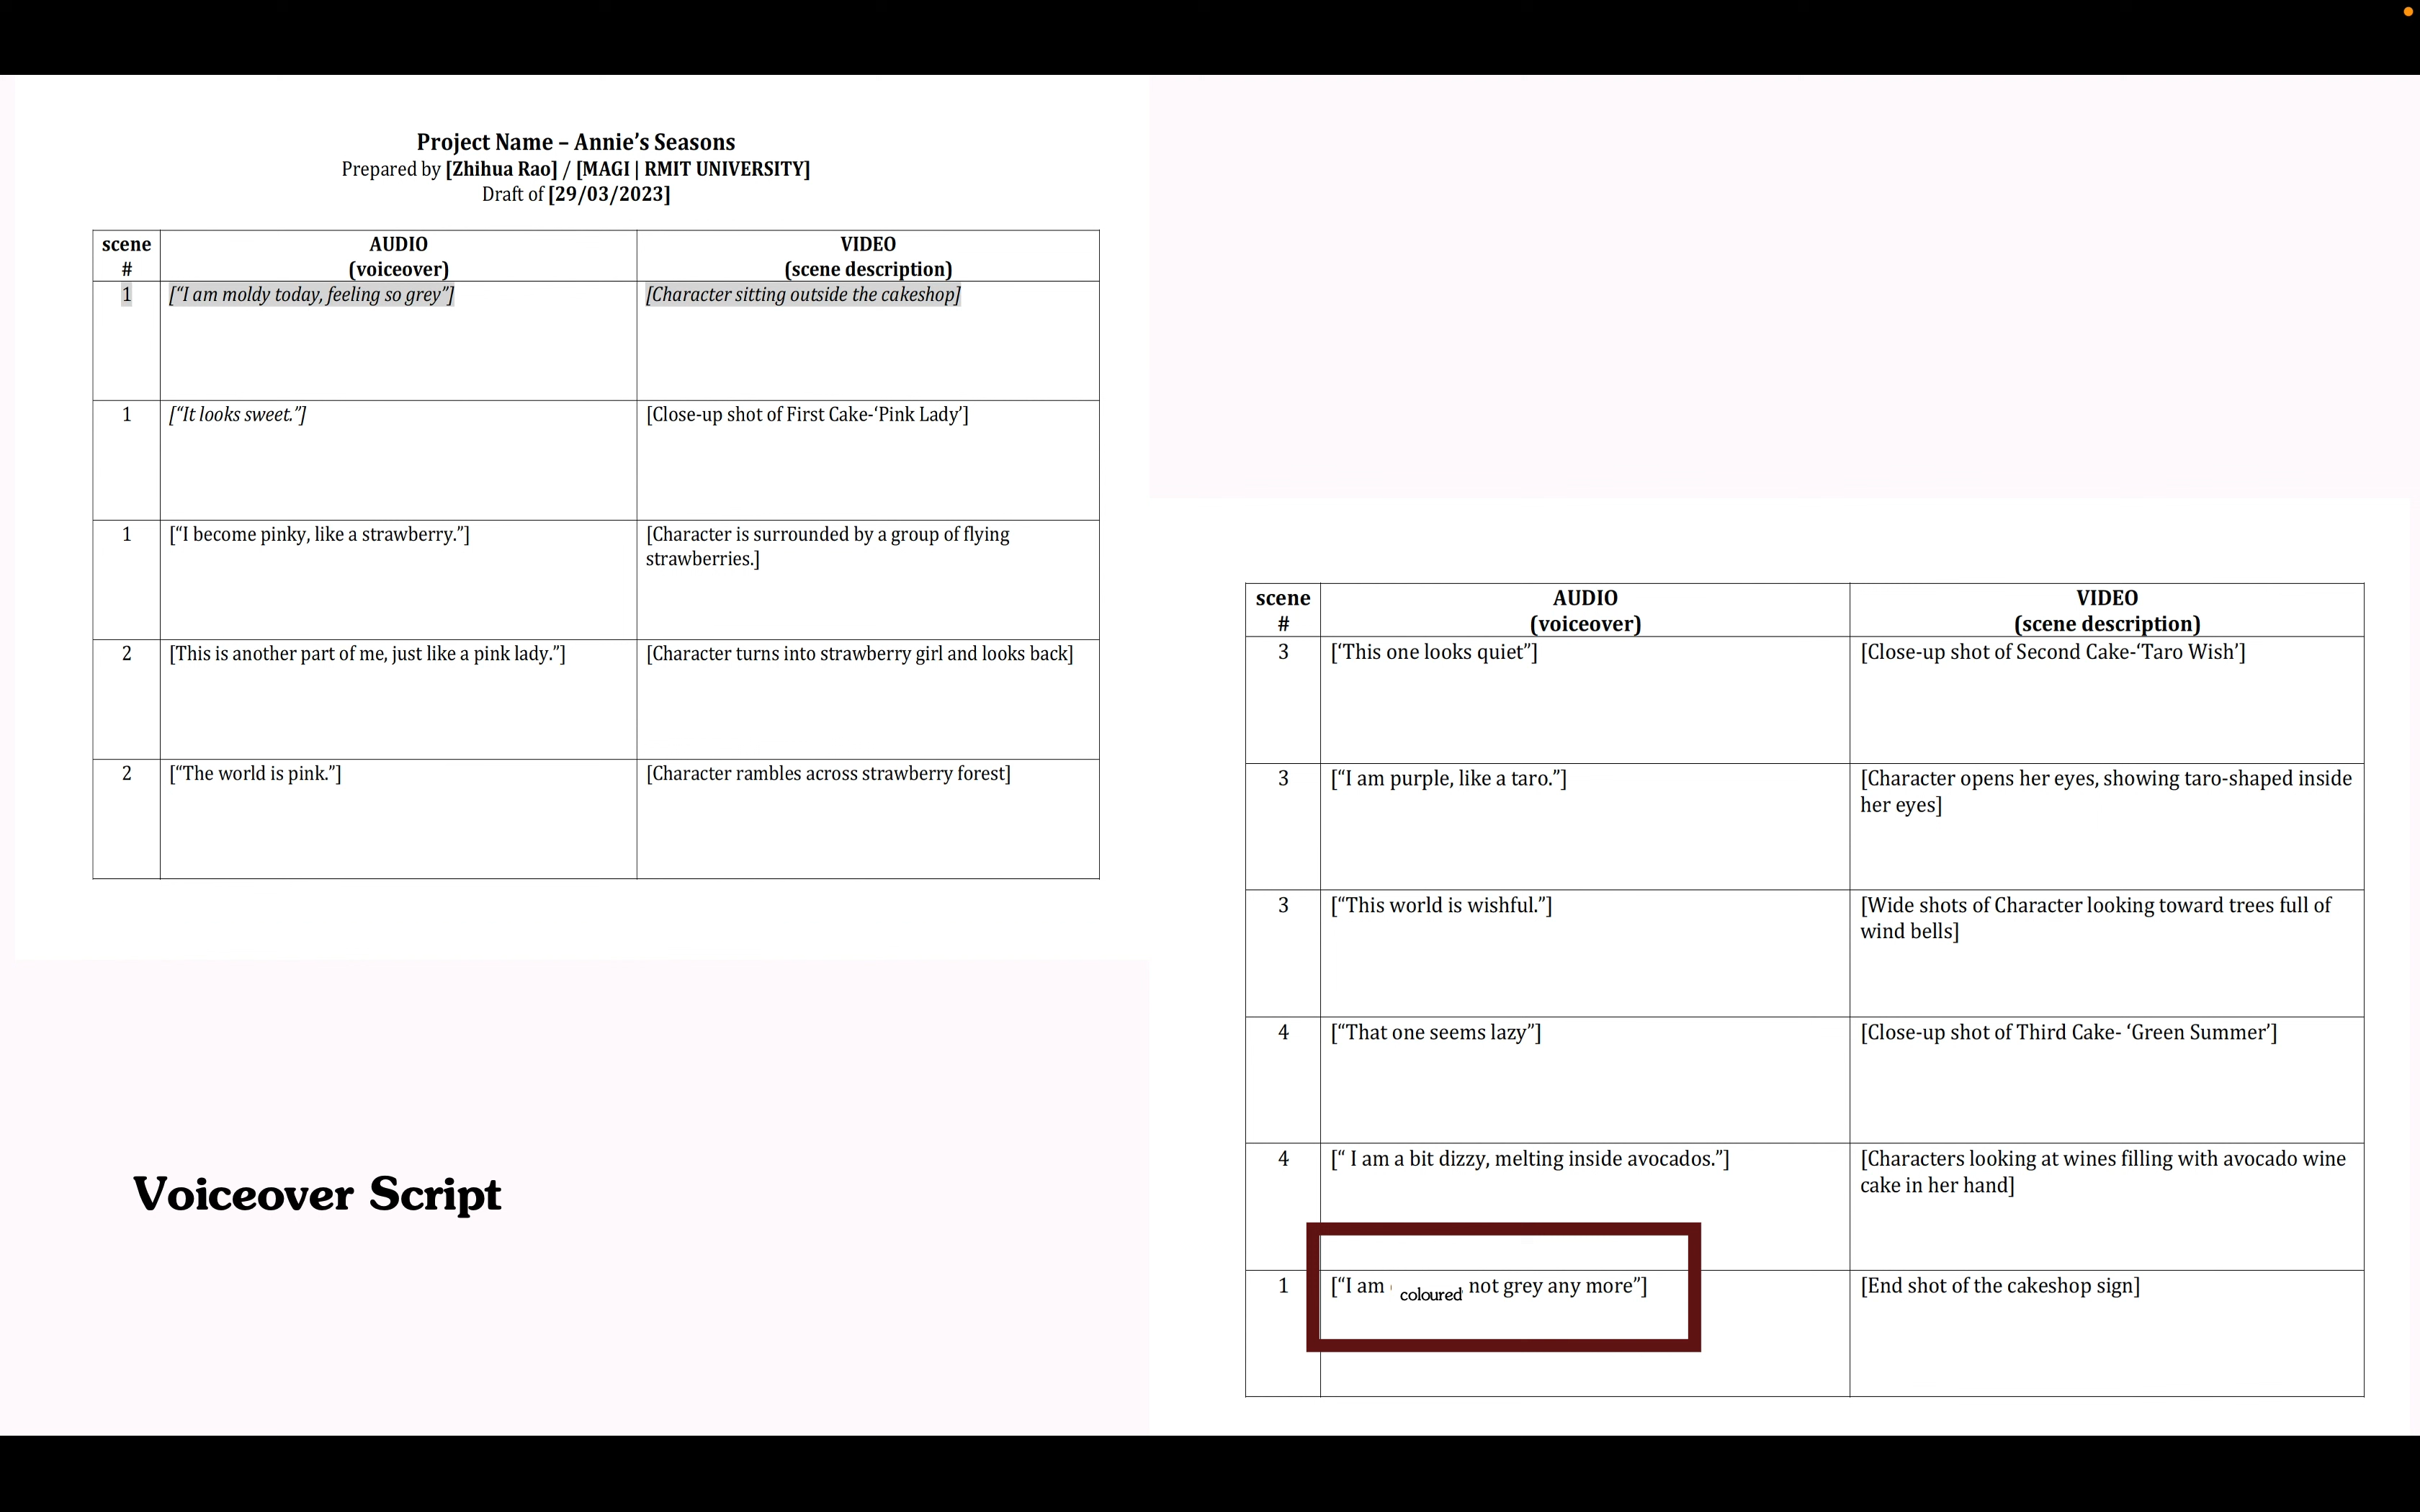 Project Name – Annie’s Seasons
Prepared by [Zhihua Rao] / [MAGI | RMIT UNIVERSITY]
Draft of [29/03/2023]
scene # AUDIO (voiceover) VIDEO (scene description)
1 [“I am moldy today, feeling so grey”] [Character sitting outside the cakeshop]
1 [“It looks sweet.”] [Close-up shot of First Cake-‘Pink Lady’]
1 [“I become pinky, like a strawberry.”] [Character is surrounded by a group of flying
strawberries.]
2 [This is another part of me, just like a pink lady.”] [Character turns into strawberry girl and looks back]
2 [“The world is pink.”] [Character rambles across strawberry forest]
Voiceover Script
scene # AUDIO (voiceover) VIDEO (scene description)
3 [‘This one looks quiet”] [Close-up shot of Second Cake-‘Taro Wish’]
3 [“I am purple, like a taro.”] [Character opens her eyes, showing taro-shaped inside
her eyes]
3 [“This world is wishful.”] [Wide shots of Character looking toward trees full of
wind bells]
4 [“That one seems lazy”] [Close-up shot of Third Cake- ‘Green Summer’]
4 [“ I am a bit dizzy, melting inside avocados.”] [Characters looking at wines filling with avocado wine
cake in her hand]
1 [“I am coloured not grey any more”] [End shot of the cakeshop sign]